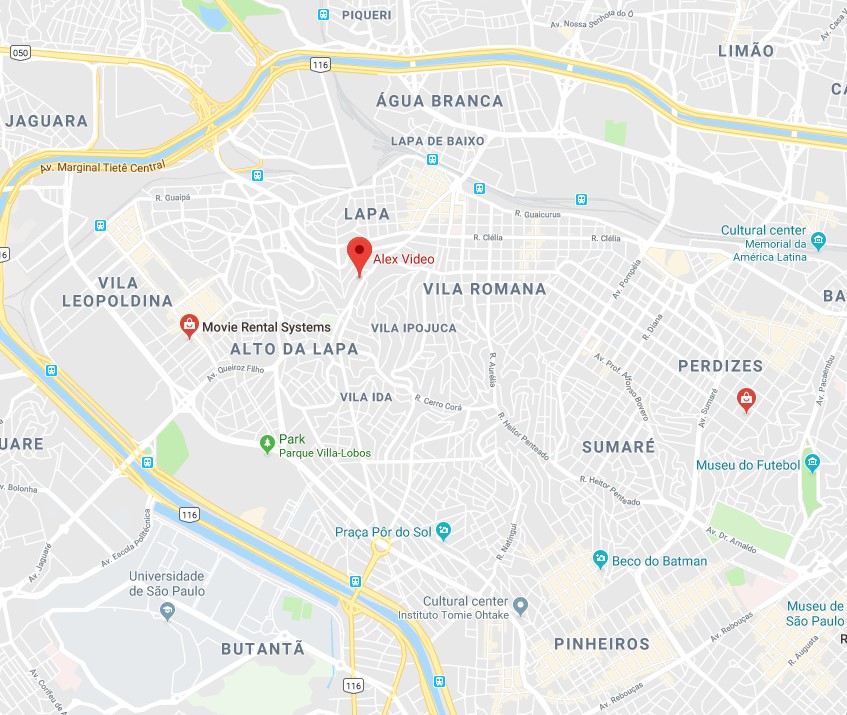 PIQUERI
Av. Nossa Senhora do Ó
050
LIMÃO
116
ÁGUA BRANCA
JAGUARA
LAPA DE BAIXO
Av. Marginal Tietê Central
R. Guaipá
LAPA
R. Guaicurus
R. Clélia
R. Clélia
Cultural center
Memorial da
América Latina
Alex Video
Av. Pompéia
VILA
LEOPOLDINA
VILA ROMANA
BA
Movie Rental Systems
VILA IPOJUCA
R. Diana
ALTO DA LAPA
Av. Queiroz Filho
R. Aurélia
Av. Prof. Alfonso Bovero
PERDIZES
Av. Pacaembu
Av. Sumaré
VILA IDA
R. Cerro Corá
R. Heitor Penteado
UARE
Park
Parque Villa-Lobos
SUMARÉ
Museu do Futebol
R. Heitor Penteado
Av. Bolonha
116
Av. Escola Politécnica
Av. Jaguaré
Praça Pôr do Sol
R. Natingui
Av. Dr. Arnaldo
Beco do Batman
Universidade
de São Paulo
Cultural center
Instituto Tomie Ohtake
Museu de
São Paulo
Av. Rebouças
R
BUTANTÃ
PINHEIROS
R. Augusta
116
Av. Corifeu de
Av. Rebouças